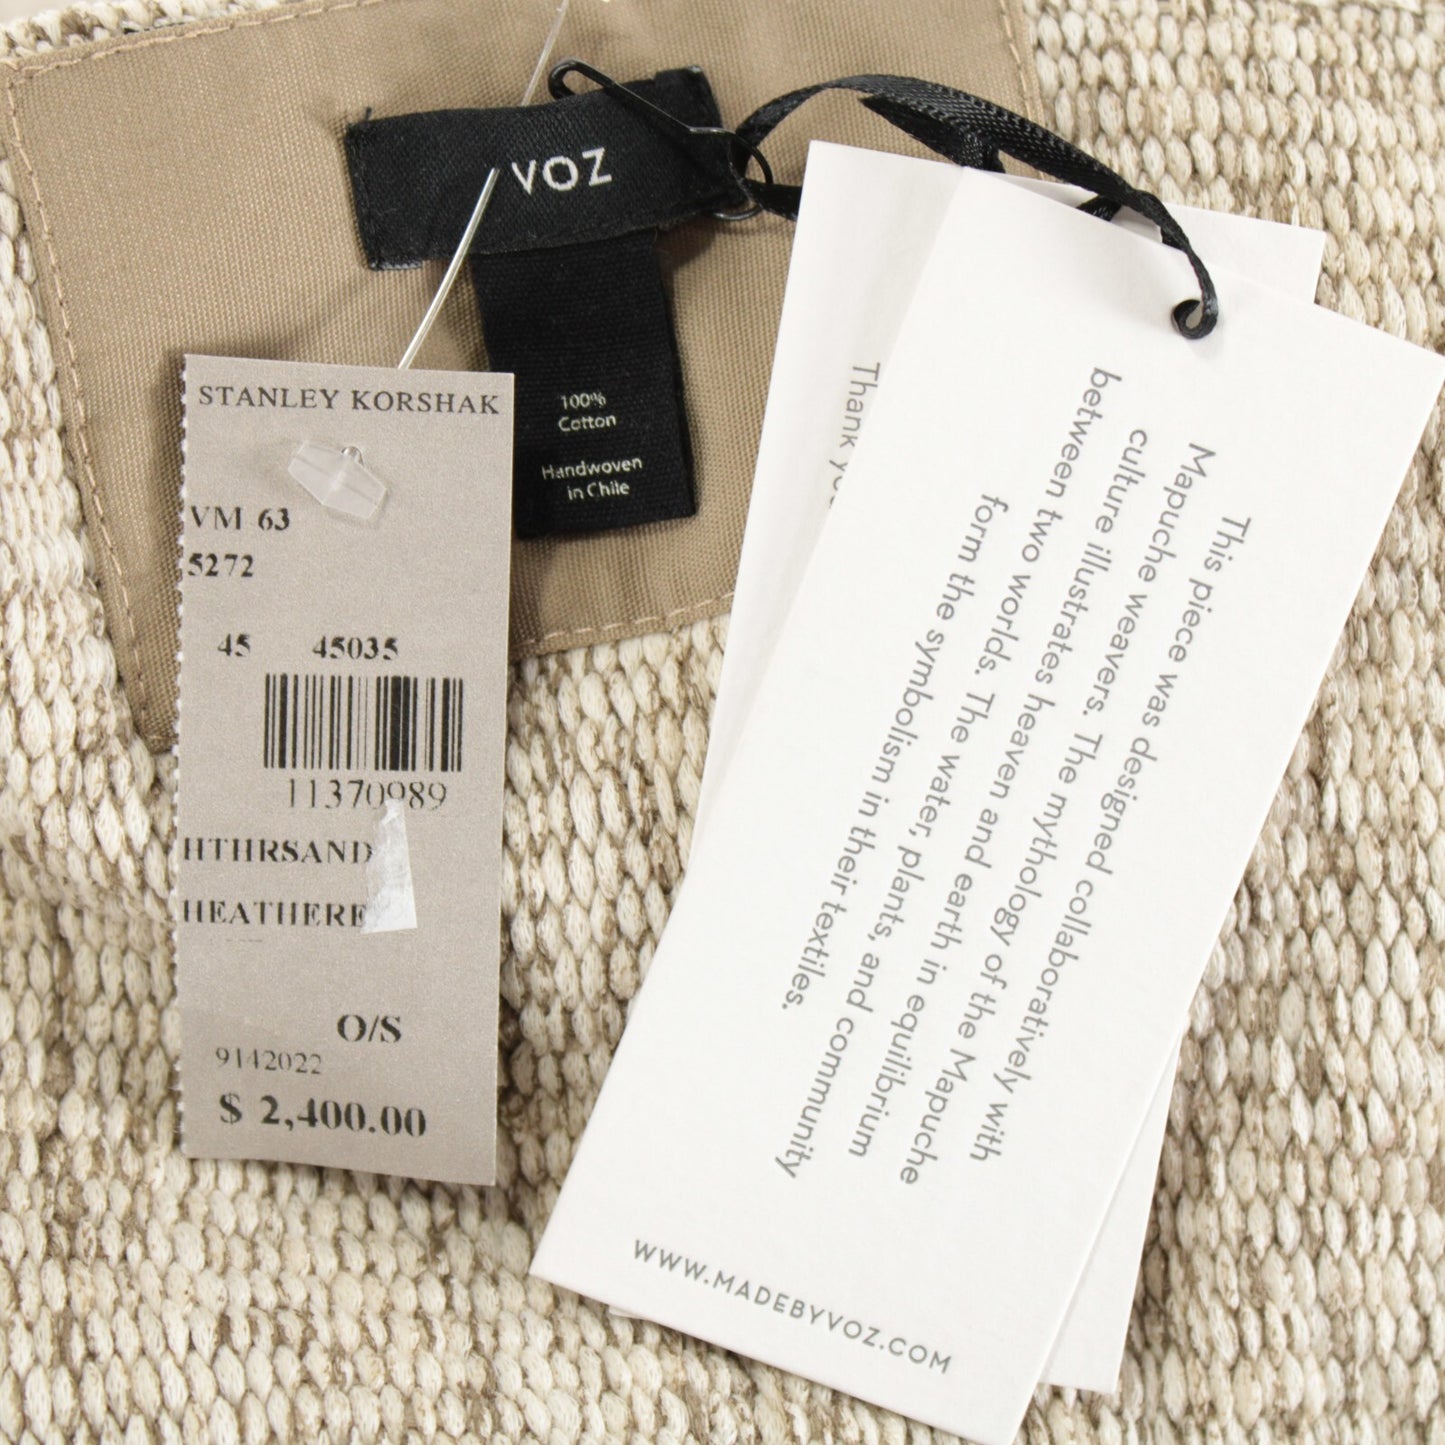 VOZ
100%
Cotton
Handwoven
in Chile
STANLEY KORSHAK
VM 63
5272
45 45035
11370989
HTHRSAND
HEATHERE
O/S
9142022
$ 2,400.00
Thank
This piece was designed collaboratively with
Mapuche weavers. The mythology of the Mapuche
culture illustrates heaven and earth in equilibrium
between two worlds. The water, plants, and community
form the symbolism in their textiles.
WWW.MADEBYVOZ.COM